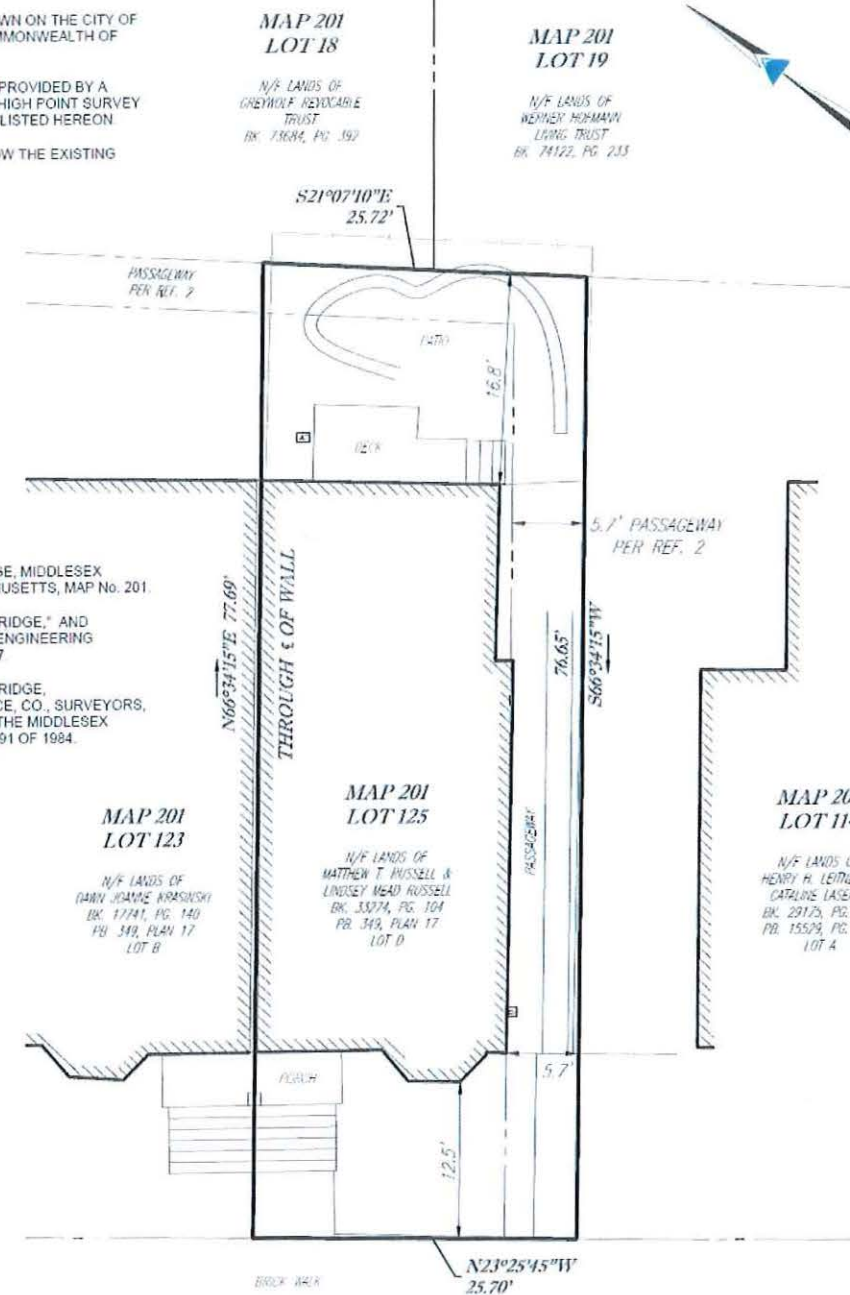 WN ON THE CITY OF
MMONWEALTH OF
PROVIDED BY A
HIGH POINT SURVEY
LISTED HEREON
OW THE EXISTING
MAP 201
LOT 18
N/F LANDS OF
GREYWOLF REVOCABLE
TRUST
BK. 73684, PG. 392
MAP 201
LOT 19
N/F LANDS OF
WERNER HOFMANN
LIVING TRUST
BK. 74122, PG. 233
S21°07'10"E
25.72'
PASSAGEWAY
PER REF. 2
PATIO
16.8'
DECK
5.7' PASSAGEWAY
PER REF. 2
GE, MIDDLESEX
HUSETTS, MAP No. 201.
RIDGE," AND
ENGINEERING
7
RIDGE,
CE, CO., SURVEYORS,
THE MIDDLESEX
91 OF 1984.
N66°34'15"E 77.69'
THROUGH ℄ OF WALL
76.65'
S66°34'15"W
PASSAGEWAY
MAP 201
LOT 123
N/F LANDS OF
DAWN JOANNE KRASINSKI
BK. 17741, PG. 140
PB. 349, PLAN 17
LOT B
MAP 201
LOT 125
N/F LANDS OF
MATTHEW T. RUSSELL &
LINDSEY MEAD RUSSELL
BK. 33274, PG. 104
PB. 349, PLAN 17
LOT D
MAP 20
LOT 11
N/F LANDS O
HENRY H. LEITNE
CATALINE LASE
BK. 29175, PG.
PB. 15529, PG.
LOT A
E
5.7'
PORCH
12.5'
N23°25'45"W
25.70'
BRICK WALK